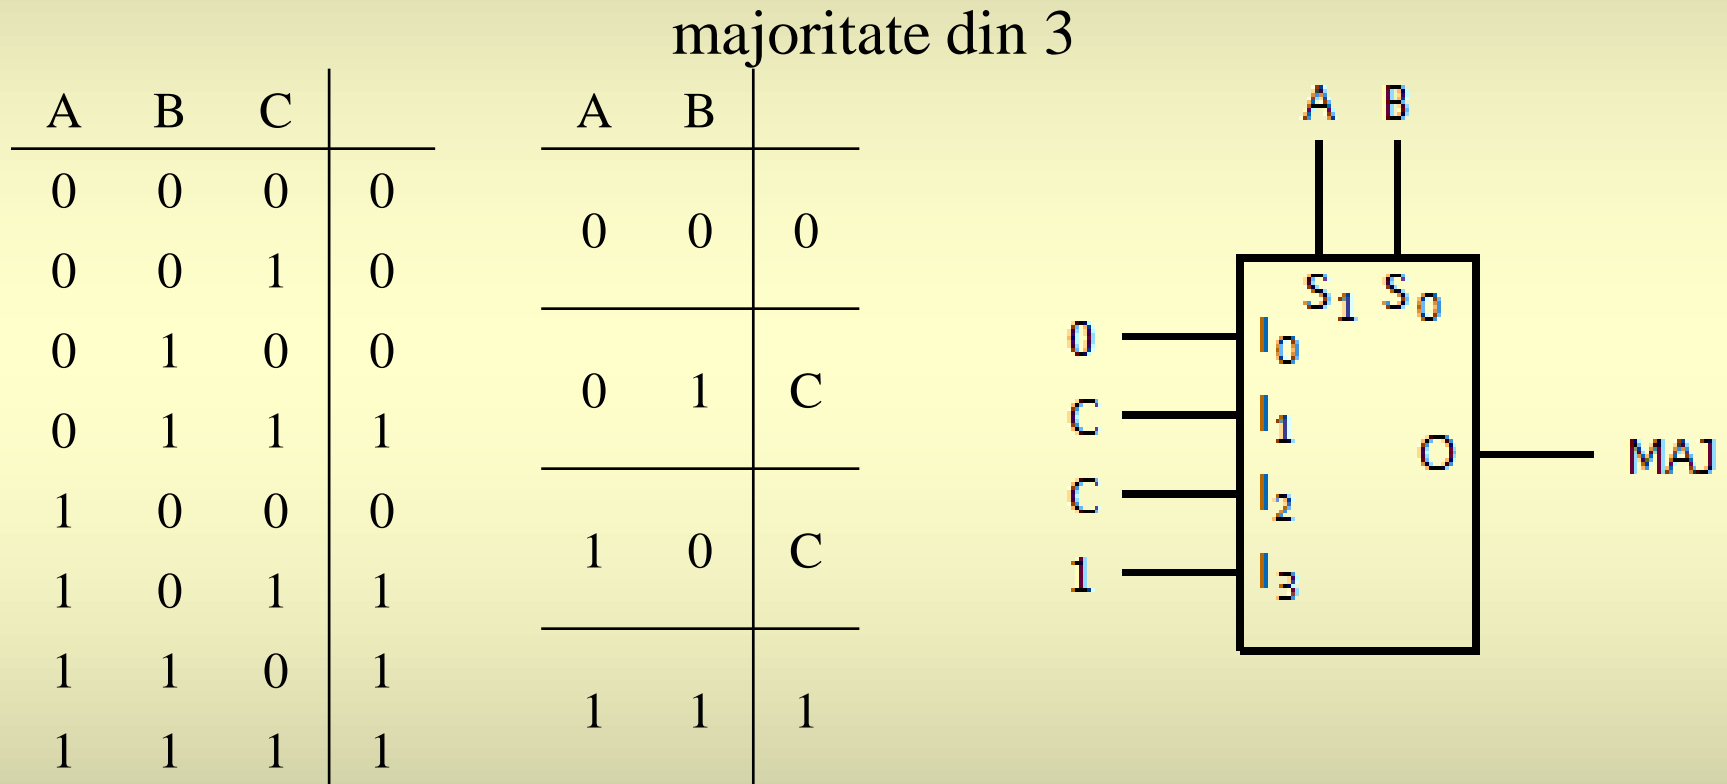 majoritate din 3
A B C
0 0 0 0
0 0 1 0
0 1 0 0
0 1 1 1
1 0 0 0
1 0 1 1
1 1 0 1
1 1 1 1
A B
0 0 0
0 1 C
1 0 C
1 1 1
A B
S₁ S₀
0 I₀
C I₁
C I₂
1 I₃
O MAJ